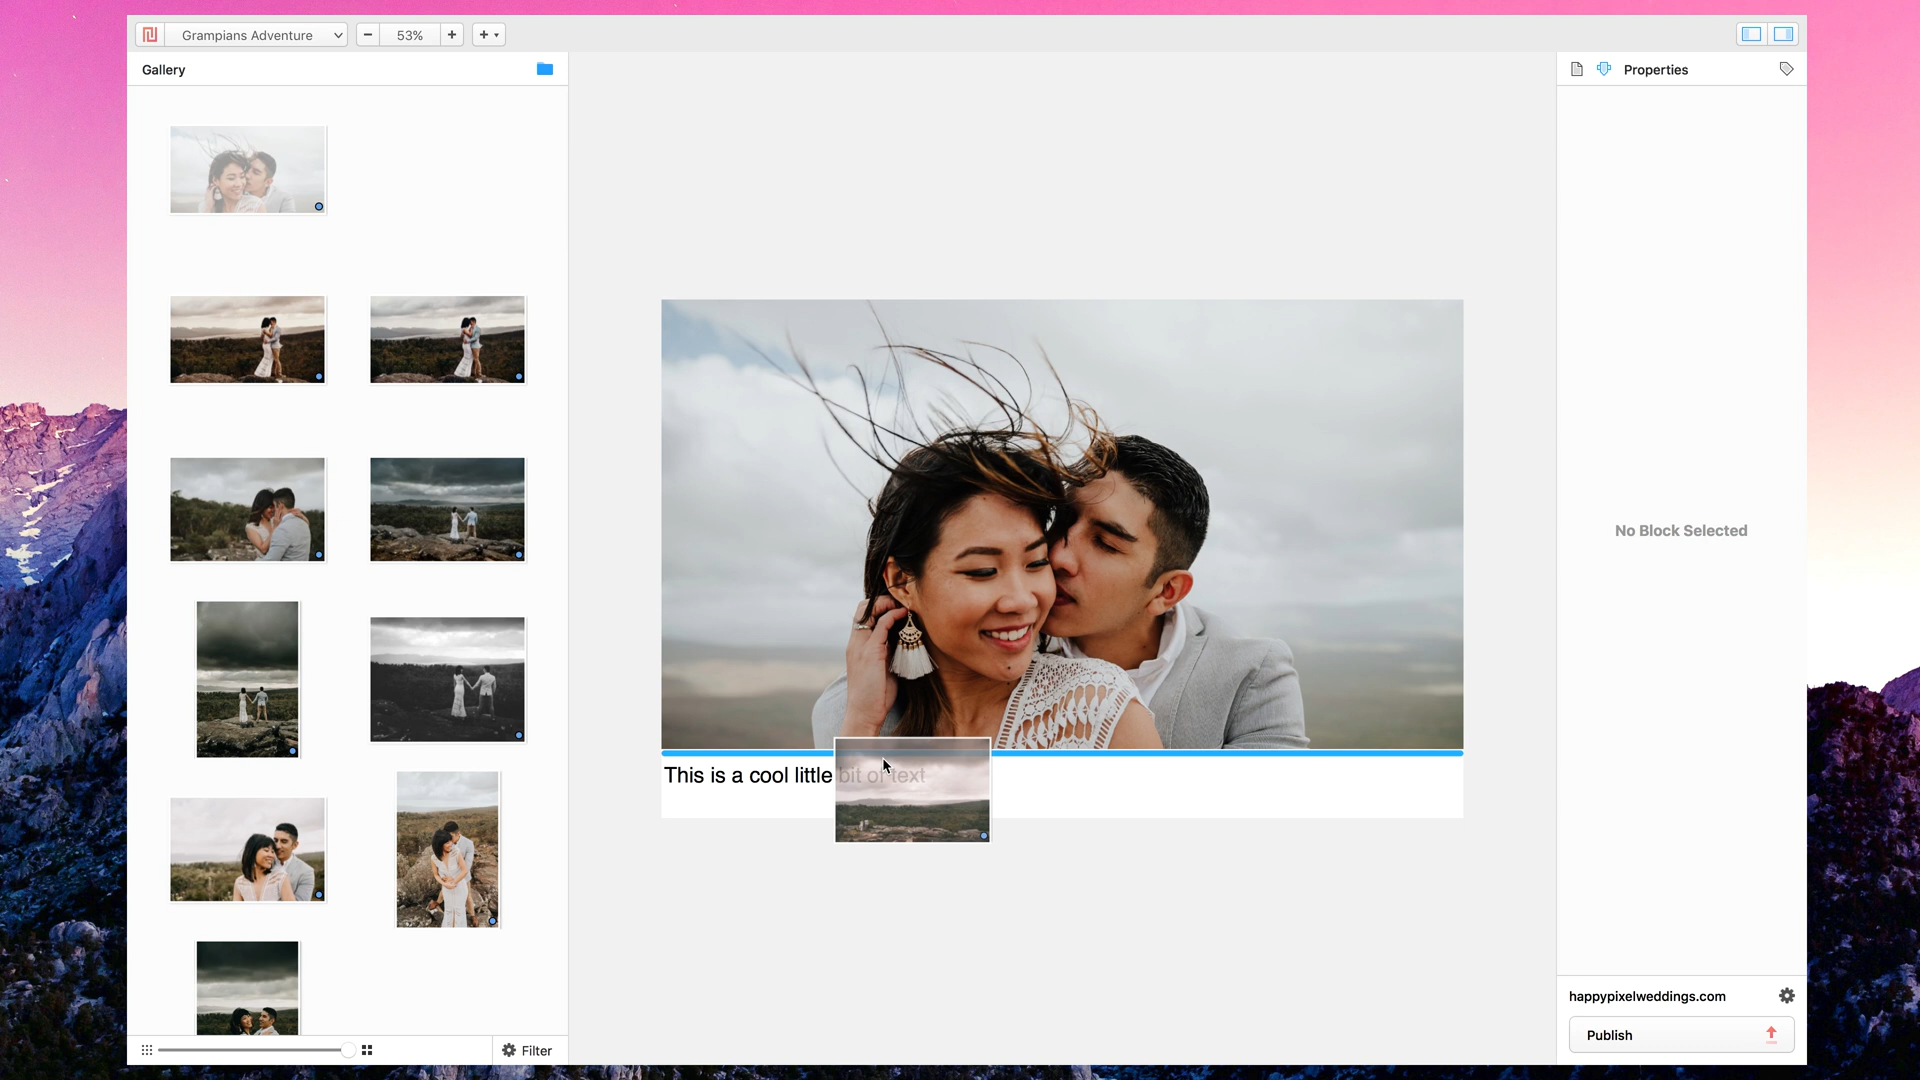 Grampians Adventure
53%
Gallery
Properties
No Block Selected
This is a cool little bit of text
happypixelweddings.com
Publish
Filter